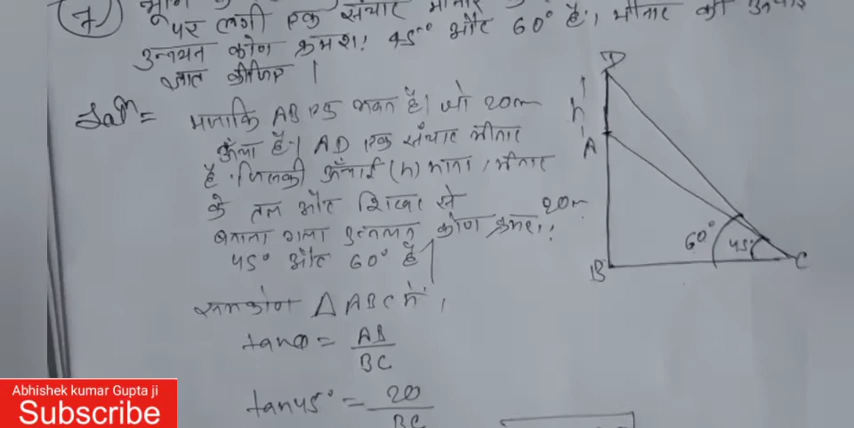 (7) भूमि
पर लगी एक संचार मीनार
उन्नयन कोण क्रमशः 45° और 60° है। मीनार की ऊंचाई
ज्ञात कीजिए।
Solⁿ = माना कि AB एक भवन है। जो 20m
ऊँचा है। AD एक संचार मीनार
है जिसकी ऊँचाई (h) माना, मीनार
के तल और शिखर से
बनाया गया उन्नयन कोण क्रमशः
45° और 60° है।
समकोण △ABC में,
tanθ = AB/BC
tan45° = 20/BC
D
h
A
20m
60°
45°
B
C
Abhishek kumar Gupta ji
Subscribe